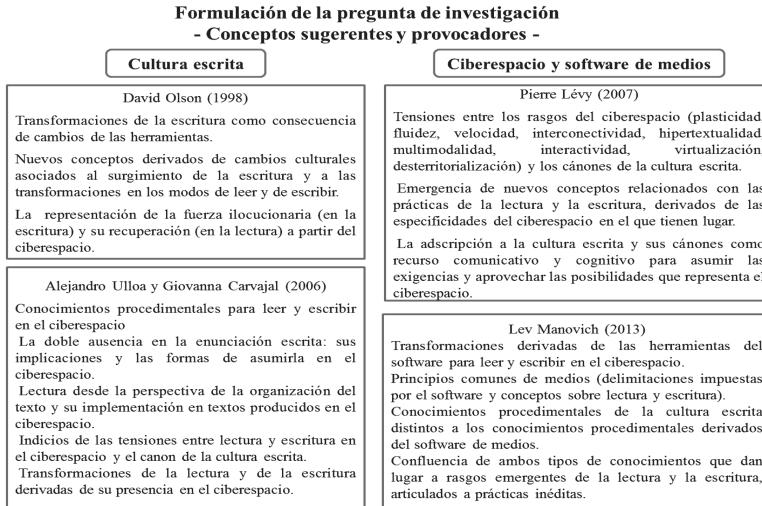 Formulación de la pregunta de investigación
- Conceptos sugerentes y provocadores -
Cultura escrita
David Olson (1998)
Transformaciones de la escritura como consecuencia
de cambios de las herramientas.
Nuevos conceptos derivados de cambios culturales
asociados al surgimiento de la escritura y a las
transformaciones en los modos de leer y de escribir.
La representación de la fuerza ilocucionaria (en la
escritura) y su recuperación (en la lectura) a partir del
ciberespacio.
Alejandro Ulloa y Giovanna Carvajal (2006)
Conocimientos procedimentales para leer y escribir
en el ciberespacio
La doble ausencia en la enunciación escrita: sus
implicaciones y las formas de asumirla en el
ciberespacio.
Lectura desde la perspectiva de la organización del
texto y su implementación en textos producidos en el
ciberespacio.
Indicios de las tensiones entre lectura y escritura en
el ciberespacio y el canon de la cultura escrita.
Transformaciones de la lectura y de la escritura
derivadas de su presencia en el ciberespacio.
Ciberespacio y software de medios
Pierre Lévy (2007)
Tensiones entre los rasgos del ciberespacio (plasticidad
fluidez, velocidad, interconectividad, hipertextualidad
multimodalidad, interactividad, virtualización
desterritorialización) y los cánones de la cultura escrita.
Emergencia de nuevos conceptos relacionados con las
prácticas de la lectura y la escritura, derivados de las
especificidades del ciberespacio en el que tienen lugar.
La adscripción a la cultura escrita y sus cánones como
recurso comunicativo y cognitivo para asumir las
exigencias y aprovechar las posibilidades que representa el
ciberespacio.
Lev Manovich (2013)
Transformaciones derivadas de las herramientas del
software para leer y escribir en el ciberespacio.
Principios comunes de medios (delimitaciones impuestas
por el software y conceptos sobre lectura y escritura).
Conocimientos procedimentales de la cultura escrita
distintos a los conocimientos procedimentales derivados
del software de medios.
Confluencia de ambos tipos de conocimientos que dan
lugar a rasgos emergentes de la lectura y la escritura,
articulados a prácticas inéditas.